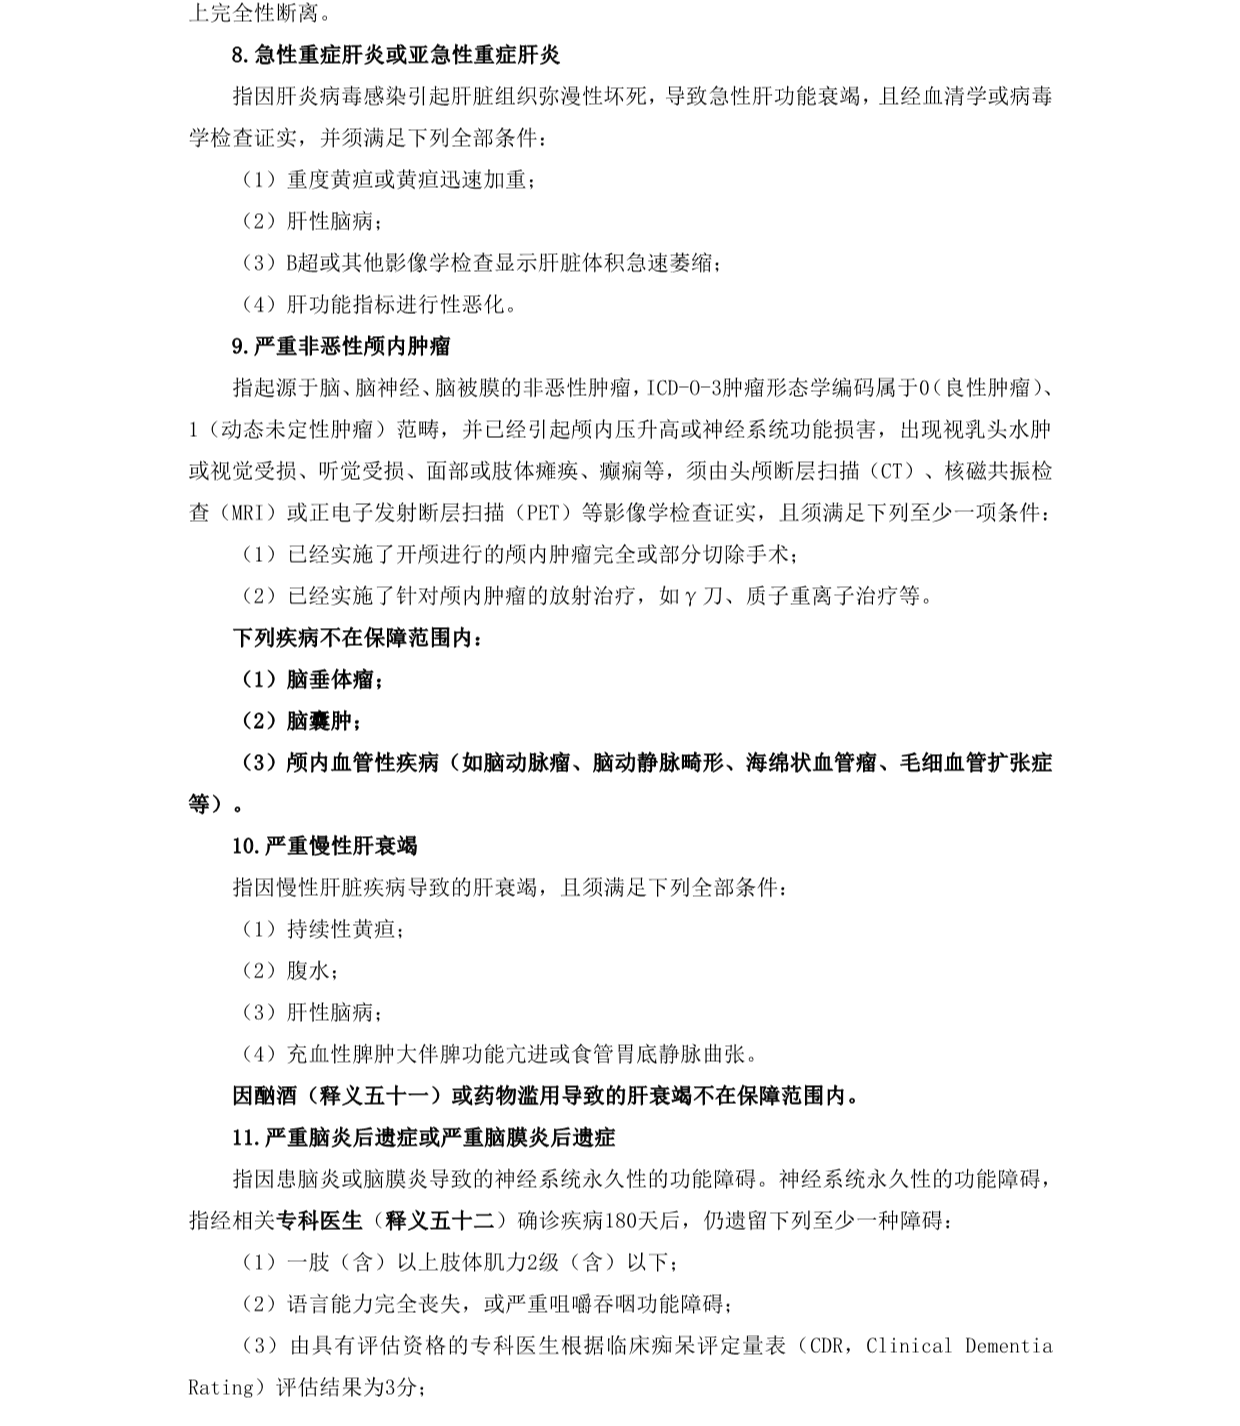 上完全性断离。
8.急性重症肝炎或亚急性重症肝炎
指因肝炎病毒感染引起肝脏组织弥漫性坏死，导致急性肝功能衰竭，且经血清学或病毒
学检查证实，并须满足下列全部条件：
（1）重度黄疸或黄疸迅速加重；
（2）肝性脑病；
（3）B超或其他影像学检查显示肝脏体积急速萎缩；
（4）肝功能指标进行性恶化。
9.严重非恶性颅内肿瘤
指起源于脑、脑神经、脑被膜的非恶性肿瘤，ICD-O-3肿瘤形态学编码属于0（良性肿瘤）、
1（动态未定性肿瘤）范畴，并已经引起颅内压升高或神经系统功能损害，出现视乳头水肿
或视觉受损、听觉受损、面部或肢体瘫痪、癫痫等，须由头颅断层扫描（CT）、核磁共振检
查（MRI）或正电子发射断层扫描（PET）等影像学检查证实，且须满足下列至少一项条件：
（1）已经实施了开颅进行的颅内肿瘤完全或部分切除手术；
（2）已经实施了针对颅内肿瘤的放射治疗，如γ刀、质子重离子治疗等。
下列疾病不在保障范围内：
（1）脑垂体瘤；
（2）脑囊肿；
（3）颅内血管性疾病（如脑动脉瘤、脑动静脉畸形、海绵状血管瘤、毛细血管扩张症
等）。
10.严重慢性肝衰竭
指因慢性肝脏疾病导致的肝衰竭，且须满足下列全部条件：
（1）持续性黄疸；
（2）腹水；
（3）肝性脑病；
（4）充血性脾肿大伴脾功能亢进或食管胃底静脉曲张。
因酗酒（释义五十一）或药物滥用导致的肝衰竭不在保障范围内。
11.严重脑炎后遗症或严重脑膜炎后遗症
指因患脑炎或脑膜炎导致的神经系统永久性的功能障碍。神经系统永久性的功能障碍，
指经相关专科医生（释义五十二）确诊疾病180天后，仍遗留下列至少一种障碍：
（1）一肢（含）以上肢体肌力2级（含）以下；
（2）语言能力完全丧失，或严重咀嚼吞咽功能障碍；
（3）由具有评估资格的专科医生根据临床痴呆评定量表（CDR，Clinical Dementia
Rating）评估结果为3分；